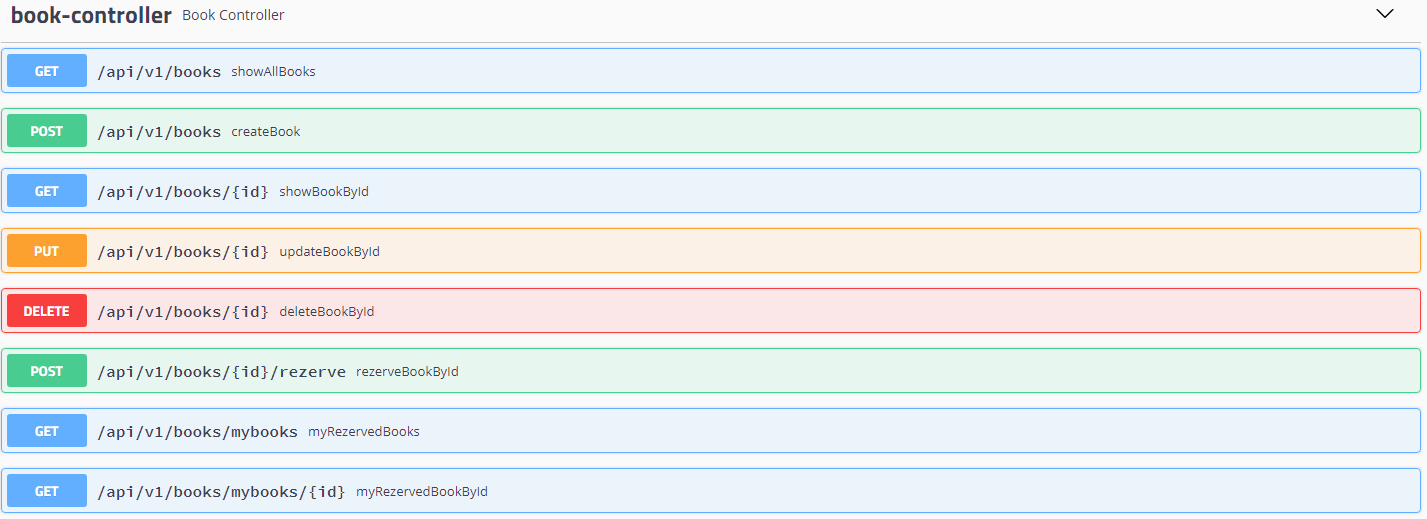 book-controller Book Controller
GET /api/v1/books showAllBooks
POST /api/v1/books createBook
GET /api/v1/books/{id} showBookById
PUT /api/v1/books/{id} updateBookById
DELETE /api/v1/books/{id} deleteBookById
POST /api/v1/books/{id}/rezerve rezerveBookById
GET /api/v1/books/mybooks myRezervedBooks
GET /api/v1/books/mybooks/{id} myRezervedBookById